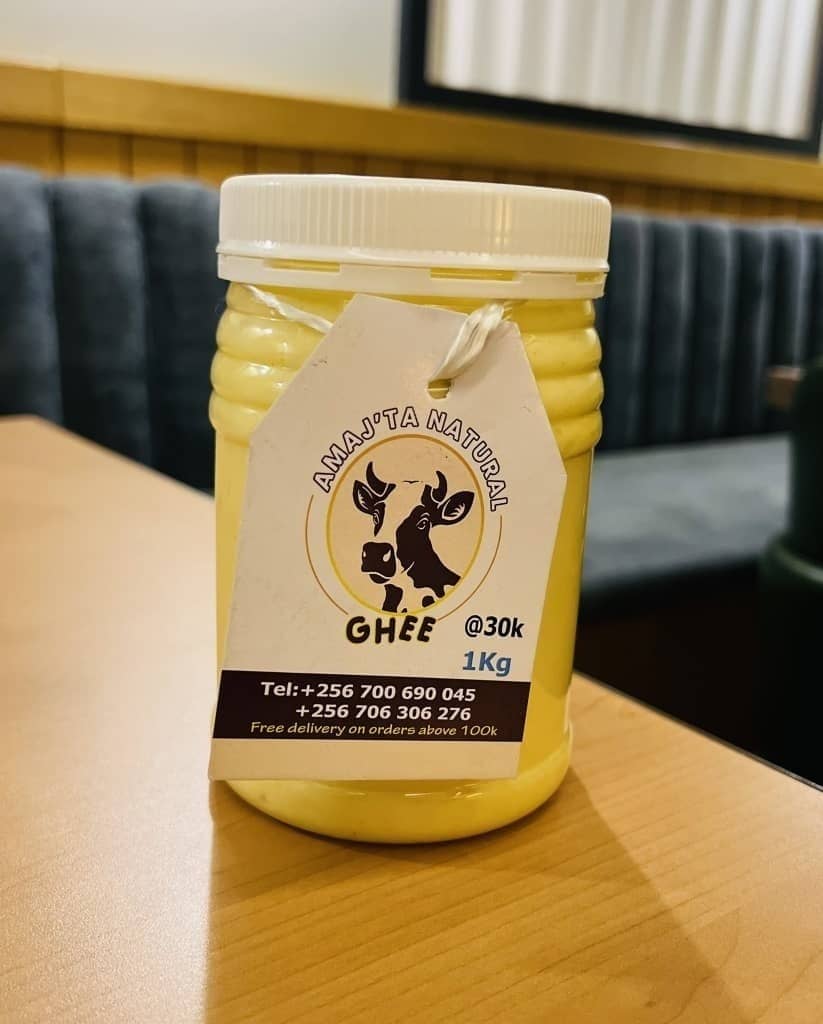 AMAJ'TA NATURAL
GHEE
@30k
1Kg
Tel:+256 700 690 045
+256 706 306 276
Free delivery on orders above 100k